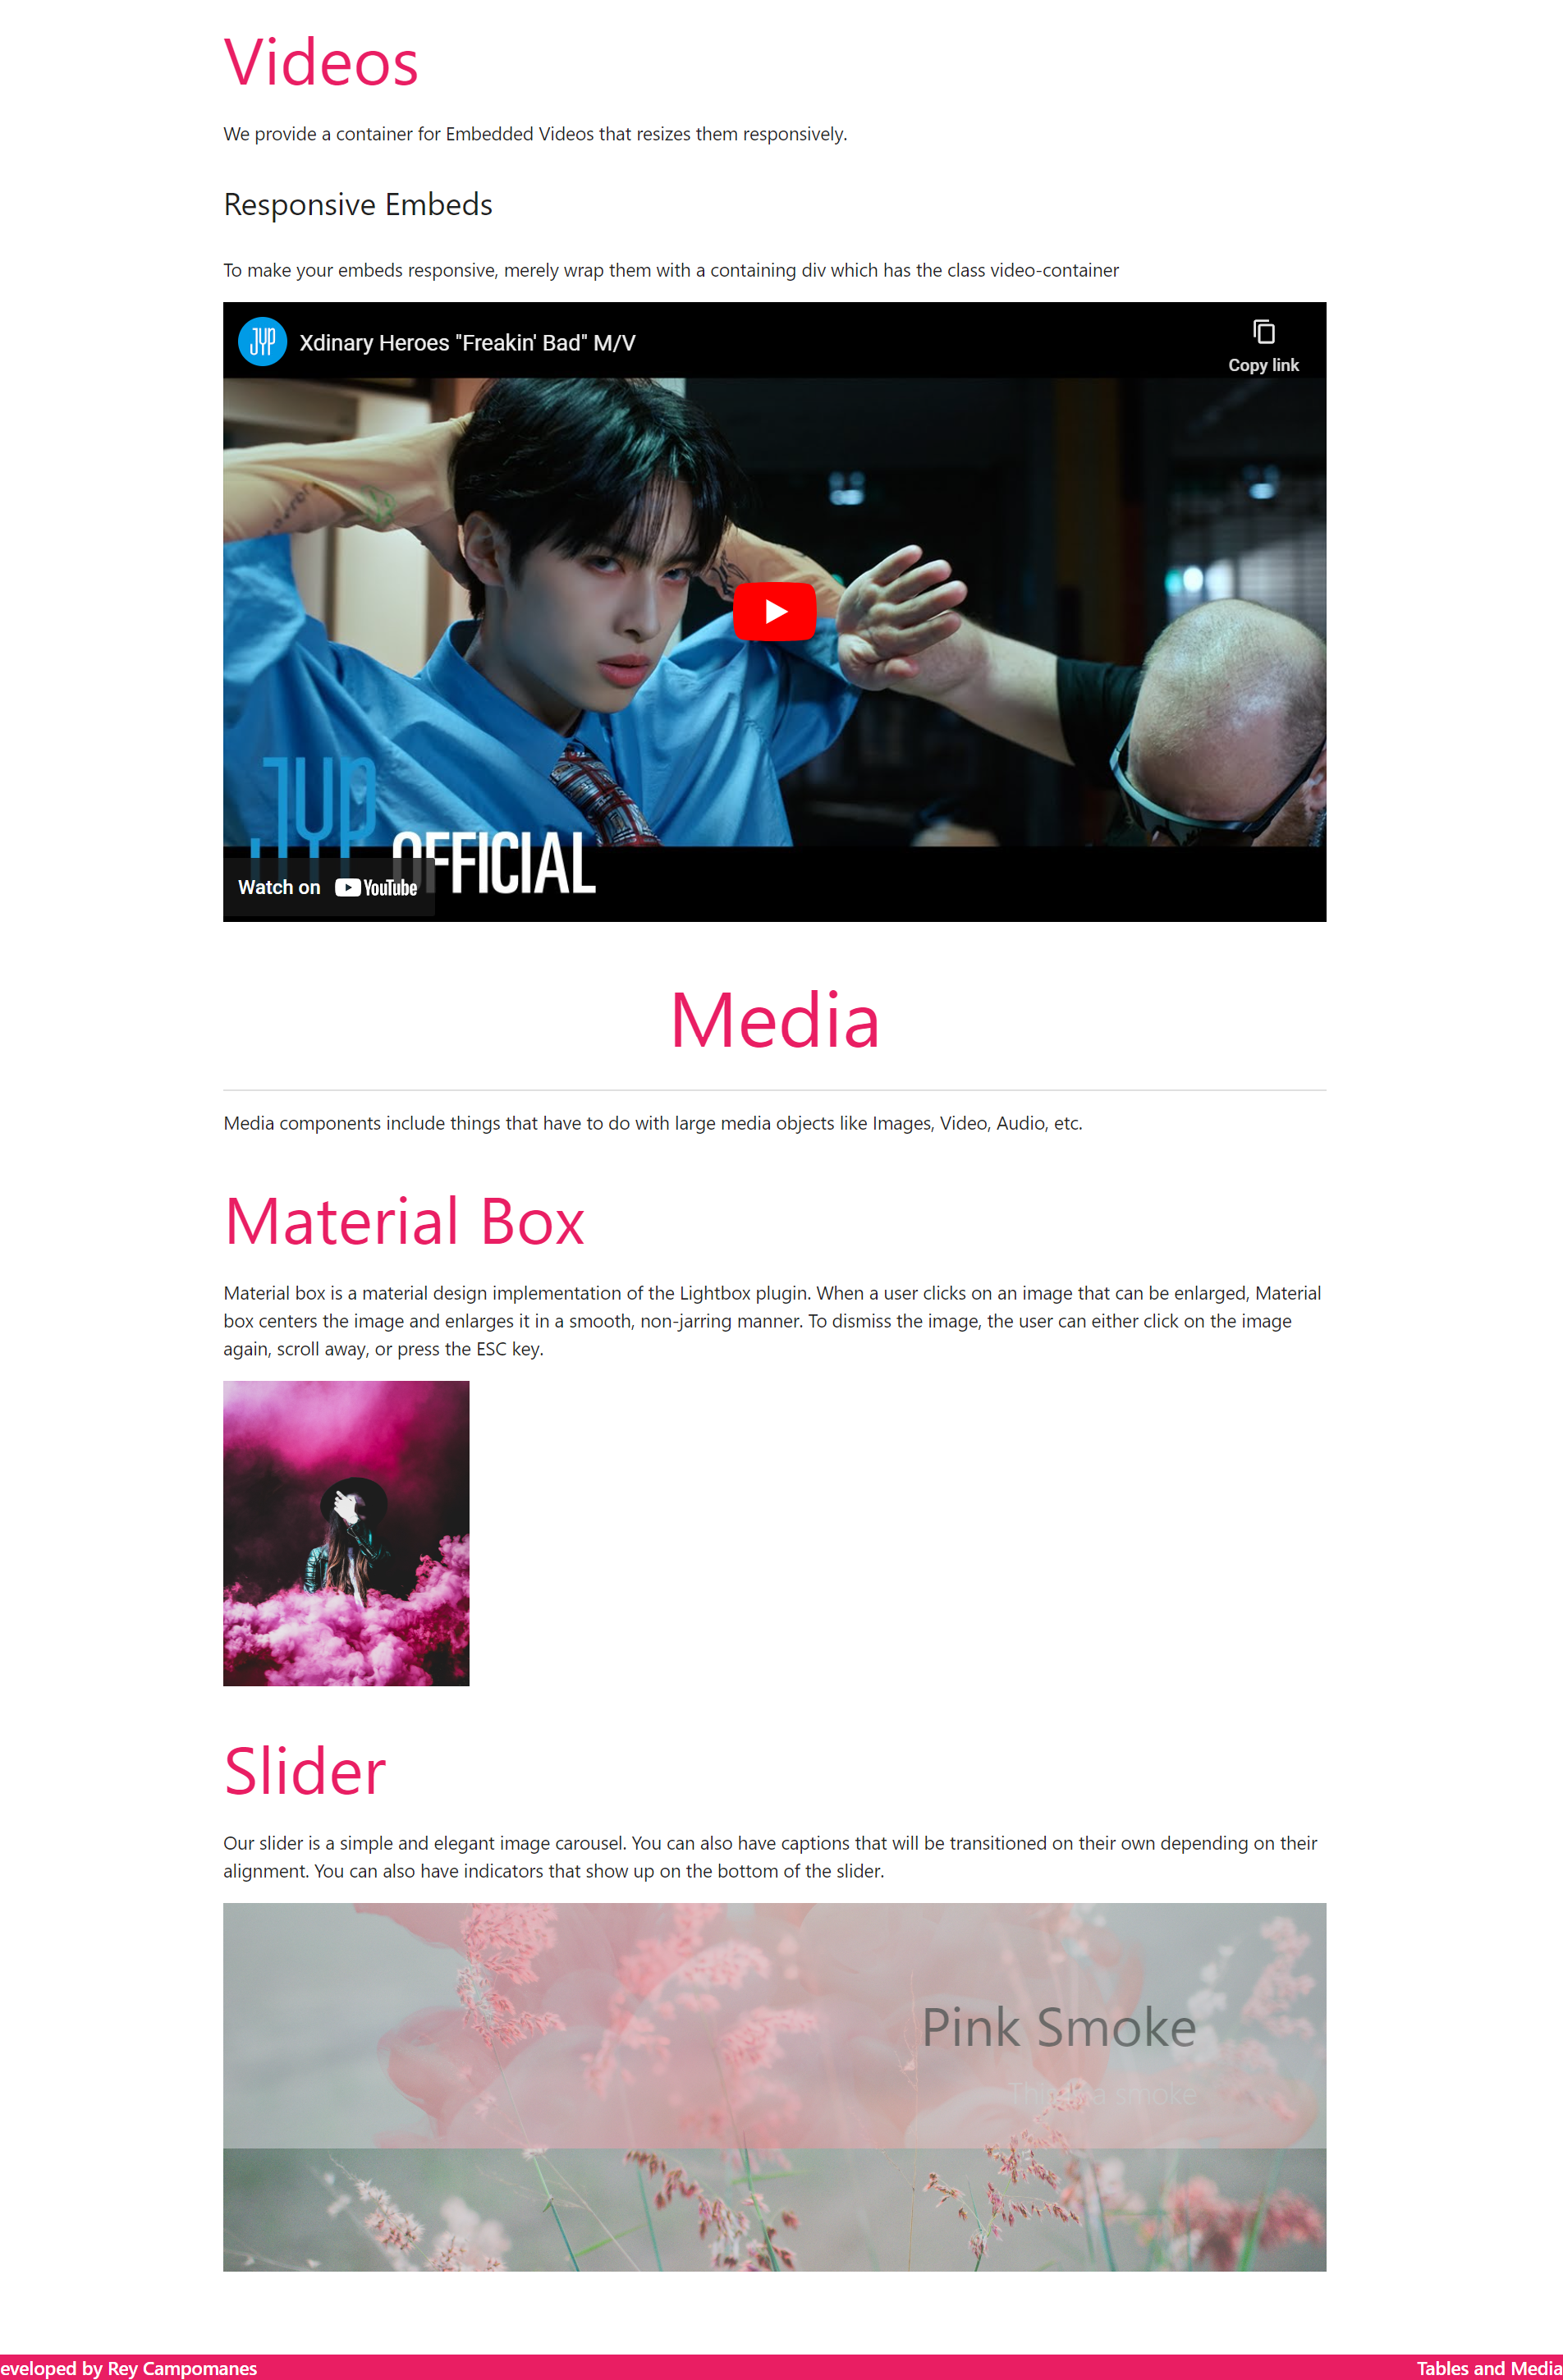 Videos
We provide a container for Embedded Videos that resizes them responsively.
Responsive Embeds
To make your embeds responsive, merely wrap them with a containing div which has the class video-container
JYP
Xdinary Heroes "Freakin' Bad" M/V
Copy link
JYP OFFICIAL
Watch on YouTube
Media
Media components include things that have to do with large media objects like Images, Video, Audio, etc.
Material Box
Material box is a material design implementation of the Lightbox plugin. When a user clicks on an image that can be enlarged, Material
box centers the image and enlarges it in a smooth, non-jarring manner. To dismiss the image, the user can either click on the image
again, scroll away, or press the ESC key.
Slider
Our slider is a simple and elegant image carousel. You can also have captions that will be transitioned on their own depending on their
alignment. You can also have indicators that show up on the bottom of the slider.
Pink Smoke
This is a smoke
eveloped by Rey Campomanes
Tables and Media